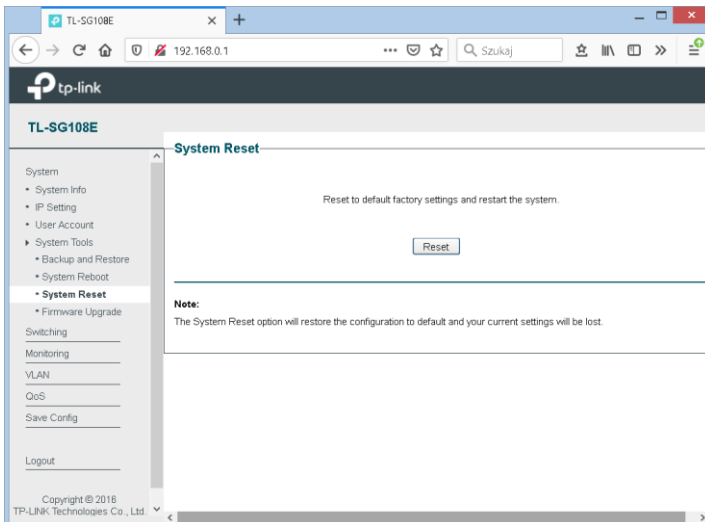 TL-SG108E
192.168.0.1
Szukaj
tp-link
TL-SG108E
System
System Info
IP Setting
User Account
System Tools
Backup and Restore
System Reboot
System Reset
Firmware Upgrade
Switching
Monitoring
VLAN
QoS
Save Config
Logout
Copyright © 2016
TP-LINK Technologies Co., Ltd.
System Reset
Reset to default factory settings and restart the system.
Reset
Note:
The System Reset option will restore the configuration to default and your current settings will be lost.